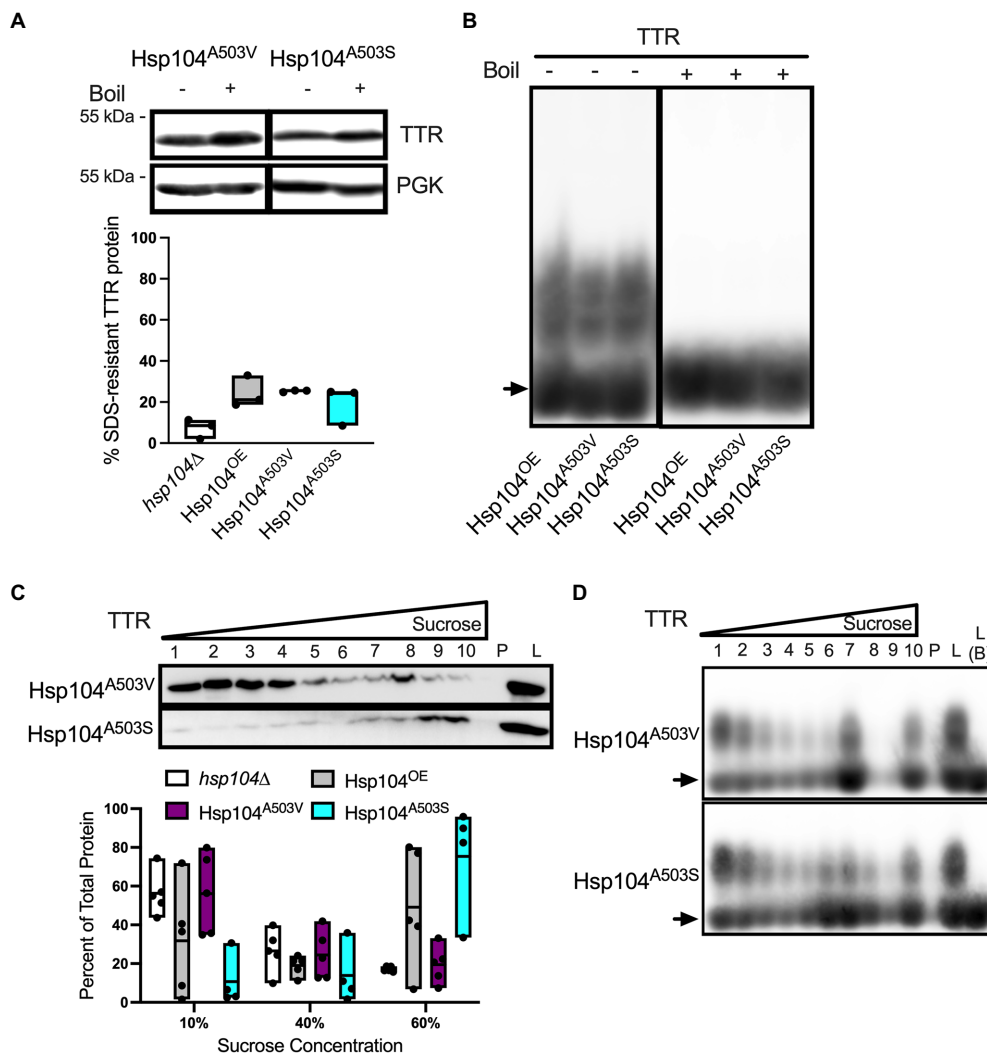 A
Hsp104A503V Hsp104A503S
Boil - + - +
55 kDa -
TTR
55 kDa -
PGK
% SDS-resistant TTR protein
100
80
60
40
20
0
hsp104Δ Hsp104OE Hsp104A503V Hsp104A503S
B
TTR
Boil - - - + + +
Hsp104OE Hsp104A503V Hsp104A503S Hsp104OE Hsp104A503V Hsp104A503S
C
TTR
Sucrose
1 2 3 4 5 6 7 8 9 10 P L
Hsp104A503V
Hsp104A503S
hsp104Δ Hsp104OE
Hsp104A503V Hsp104A503S
Percent of Total Protein
100
80
60
40
20
0
10% 40% 60%
Sucrose Concentration
D
TTR
Sucrose
1 2 3 4 5 6 7 8 9 10 P L L
(B
Hsp104A503V
Hsp104A503S